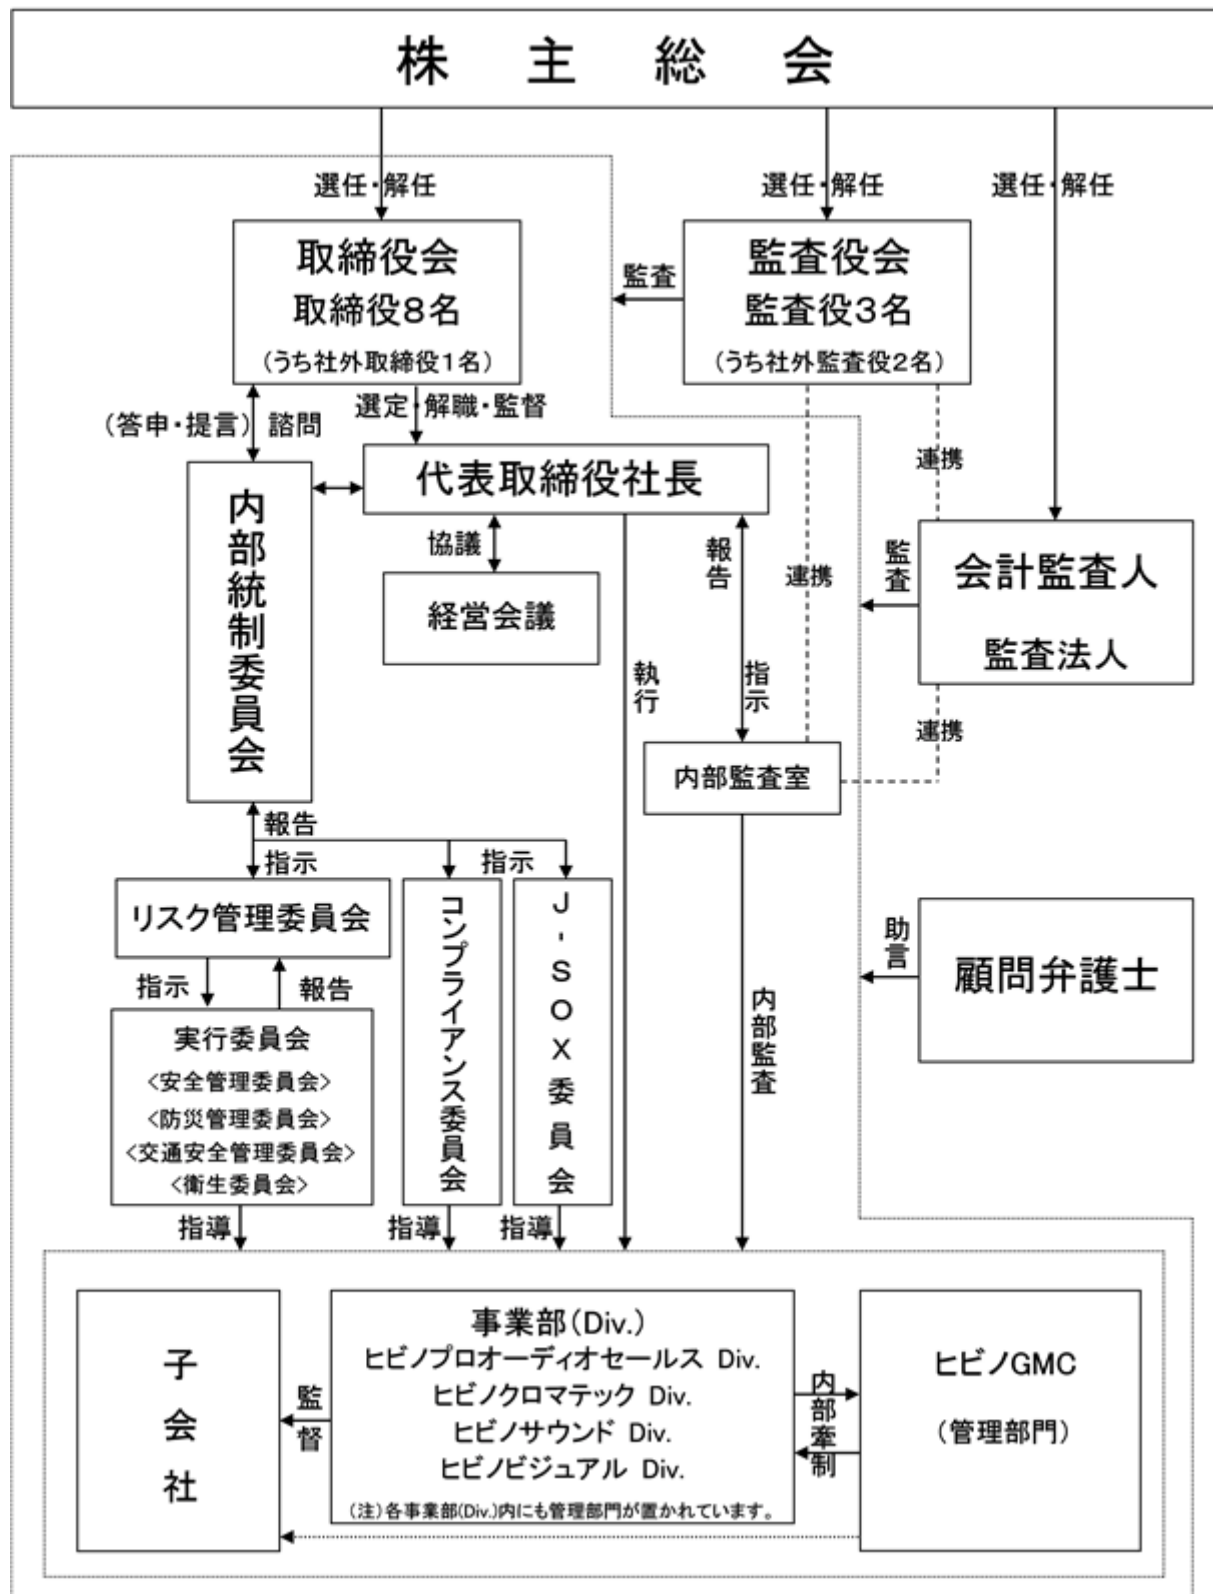 株主総会
選任・解任
選任・解任
選任・解任
取締役会
取締役８名
(うち社外取締役１名)
監査
監査役会
監査役３名
(うち社外監査役２名)
(答申・提言) 諮問
選定・解職・監督
連携
代表取締役社長
内部統制委員会
協議
報告
連携
監査
会計監査人
監査法人
経営会議
執行
指示
連携
内部監査室
報告
指示
指示
リスク管理委員会
コンプライアンス委員会
J-SOX委員会
助言
顧問弁護士
指示
報告
内部監査
実行委員会
<安全管理委員会>
<防災管理委員会>
<交通安全管理委員会>
<衛生委員会>
指導
指導
指導
子会社
監督
事業部(Div.)
ヒビノプロオーディオセールス Div.
ヒビノクロマテック Div.
ヒビノサウンド Div.
ヒビノビジュアル Div.
(注)各事業部(Div.)内にも管理部門が置かれています。
内部牽制
ヒビノGMC
(管理部門)